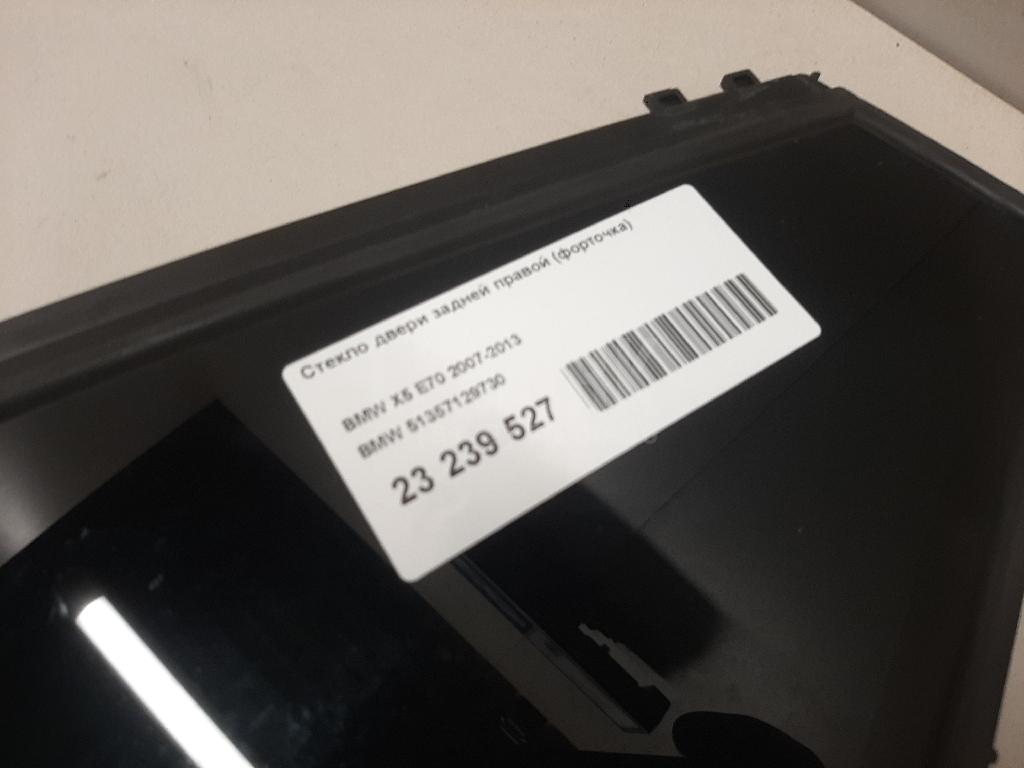 Стекло двери задней правой (форточка)
BMW X5 E70 2007-2013
BMW 51357129730
23 239 527